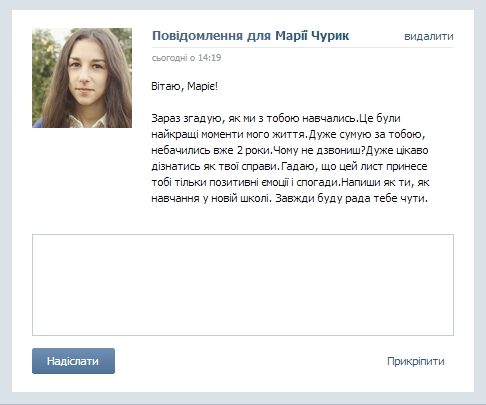 Повідомлення для Марії Чурик
видалити
сьогодні о 14:19
Вітаю, Маріє!
Зараз згадую, як ми з тобою навчались.Це були
найкращі моменти мого життя.Дуже сумую за тобою,
небачились вже 2 роки.Чому не дзвониш?Дуже цікаво
дізнатись як твої справи.Гадаю, що цей лист принесе
тобі тільки позитивні ємоції і спогади.Напиши як ти, як
навчання у новій школі. Завжди буду рада тебе чути.
Надіслати
Прикріпити